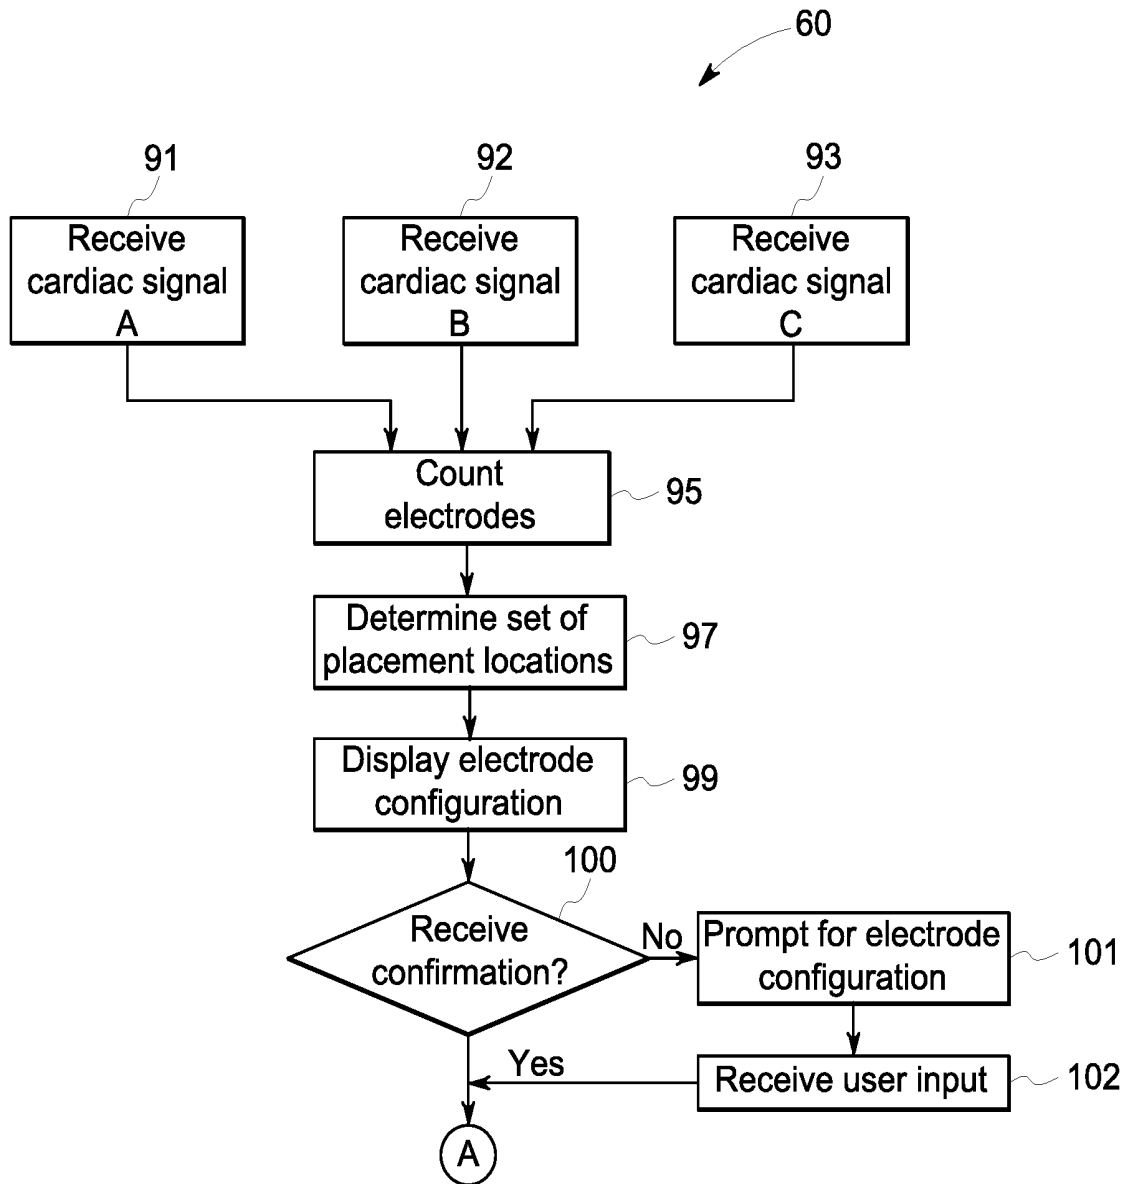 60
91
92
93
Receive
cardiac signal
A
Receive
cardiac signal
B
Receive
cardiac signal
C
Count
electrodes
95
Determine set of
placement locations
97
Display electrode
configuration
99
100
Receive
confirmation?
No
Prompt for electrode
configuration
101
Yes
Receive user input
102
A